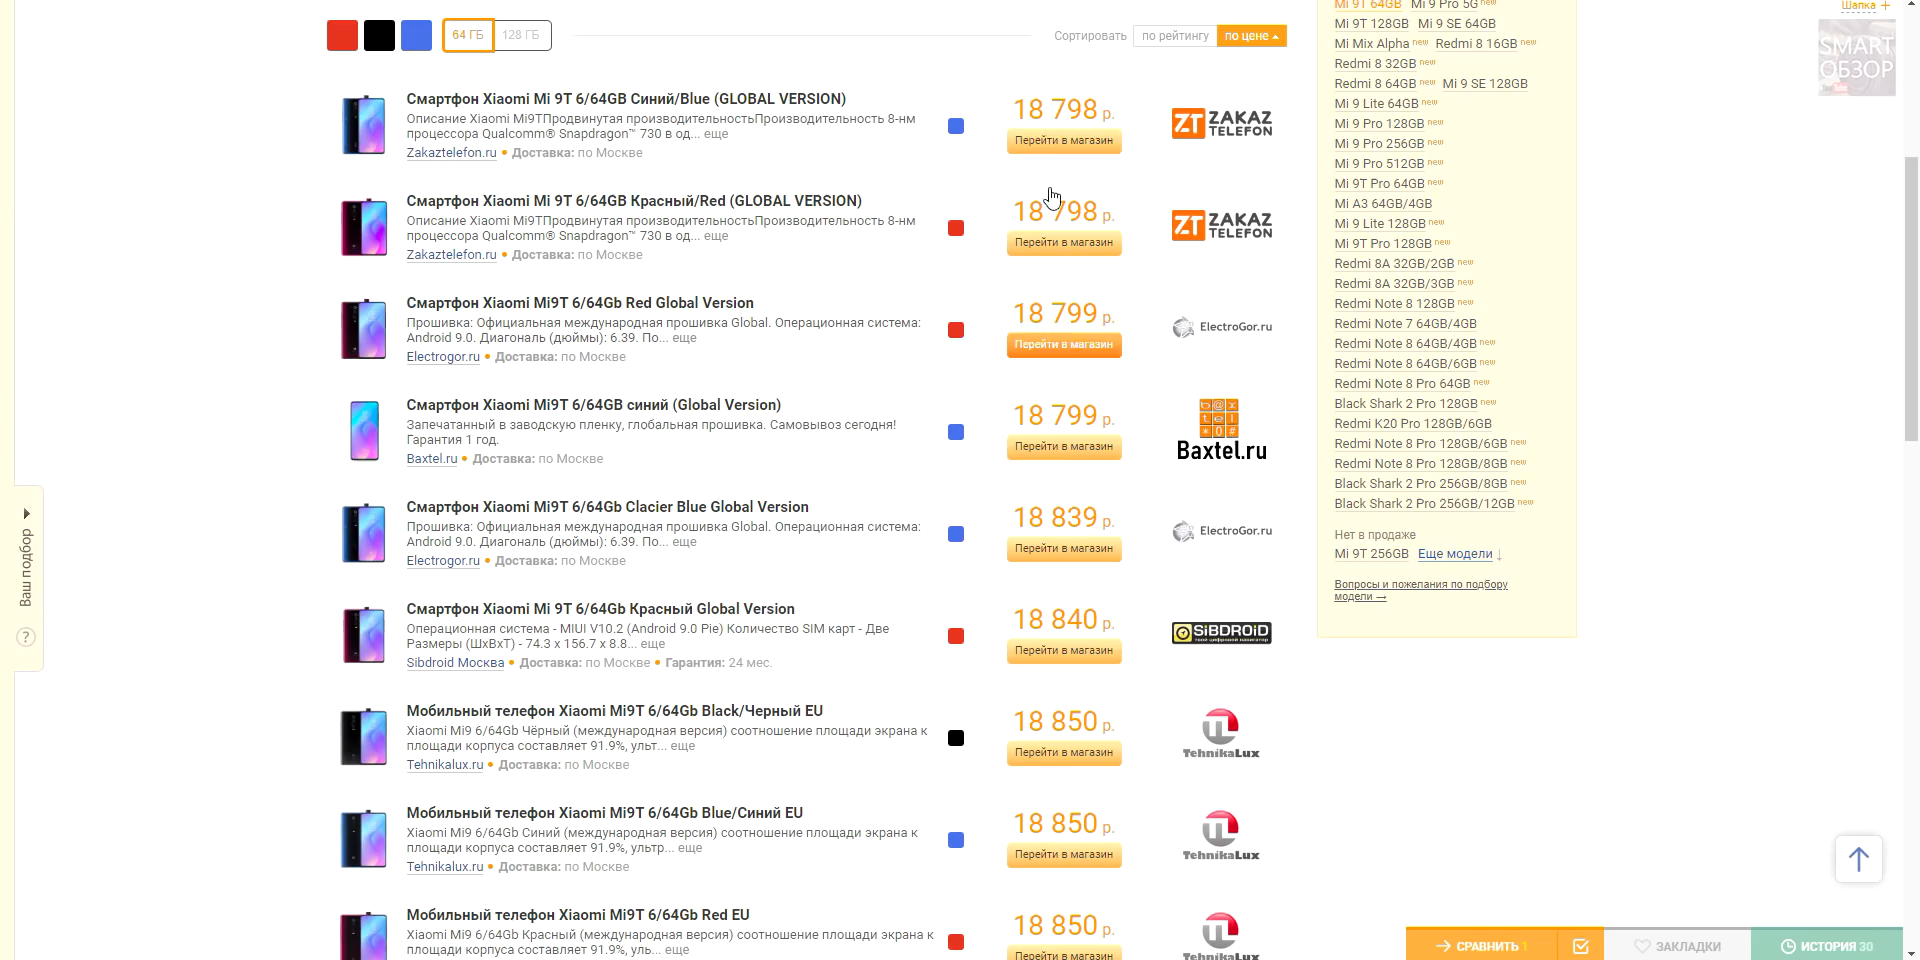 64 ГБ
128 ГБ
Сортировать
по рейтингу
по цене
Смартфон Xiaomi Mi 9T 6/64GB Синий/Blue (GLOBAL VERSION)
Описание Xiaomi Mi9TПродвинутая производительностьПроизводительность 8-нм
процессора Qualcomm® Snapdragon™ 730 в од... еще
Zakaztelefon.ru • Доставка: по Москве
18 798 р.
Перейти в магазин
ZT ZAKAZ
TELEFON
Смартфон Xiaomi Mi 9T 6/64GB Красный/Red (GLOBAL VERSION)
Описание Xiaomi Mi9TПродвинутая производительностьПроизводительность 8-нм
процессора Qualcomm® Snapdragon™ 730 в од... еще
Zakaztelefon.ru • Доставка: по Москве
18 798 р.
Перейти в магазин
ZT ZAKAZ
TELEFON
Смартфон Xiaomi Mi9T 6/64Gb Red Global Version
Прошивка: Официальная международная прошивка Global. Операционная система:
Android 9.0. Диагональ (дюймы): 6.39. По... еще
Electrogor.ru • Доставка: по Москве
18 799 р.
Перейти в магазин
ElectroGor.ru
Смартфон Xiaomi Mi9T 6/64GB синий (Global Version)
Запечатанный в заводскую пленку, глобальная прошивка. Самовывоз сегодня!
Гарантия 1 год.
Baxtel.ru • Доставка: по Москве
18 799 р.
Перейти в магазин
b@x
tel
*0#
Baxtel.ru
Смартфон Xiaomi Mi9T 6/64Gb Clacier Blue Global Version
Прошивка: Официальная международная прошивка Global. Операционная система:
Android 9.0. Диагональ (дюймы): 6.39. По... еще
Electrogor.ru • Доставка: по Москве
18 839 р.
Перейти в магазин
ElectroGor.ru
Смартфон Xiaomi Mi 9T 6/64Gb Красный Global Version
Операционная система - MIUI V10.2 (Android 9.0 Pie) Количество SIM карт - Две
Размеры (ШxВxТ) - 74.3 x 156.7 x 8.8... еще
Sibdroid Москва • Доставка: по Москве • Гарантия: 24 мес.
18 840 р.
Перейти в магазин
SIBDROID
Мобильный телефон Xiaomi Mi9T 6/64Gb Black/Черный EU
Xiaomi Mi9 6/64Gb Чёрный (международная версия) соотношение площади экрана к
площади корпуса составляет 91.9%, ульт... еще
Tehnikalux.ru • Доставка: по Москве
18 850 р.
Перейти в магазин
TehnikaLux
Мобильный телефон Xiaomi Mi9T 6/64Gb Blue/Синий EU
Xiaomi Mi9 6/64Gb Синий (международная версия) соотношение площади экрана к
площади корпуса составляет 91.9%, ультр... еще
Tehnikalux.ru • Доставка: по Москве
18 850 р.
Перейти в магазин
TehnikaLux
Мобильный телефон Xiaomi Mi9T 6/64Gb Red EU
Xiaomi Mi9 6/64Gb Красный (международная версия) соотношение площади экрана к
площади корпуса составляет 91.9%, уль... еще
18 850 р.
Перейти в магазин
TehnikaLux
Mi 9T 64GB Mi 9 Pro 5G new
Mi 9T 128GB Mi 9 SE 64GB
Mi Mix Alpha new Redmi 8 16GB new
Redmi 8 32GB new
Redmi 8 64GB new Mi 9 SE 128GB
Mi 9 Lite 64GB new
Mi 9 Pro 128GB new
Mi 9 Pro 256GB new
Mi 9 Pro 512GB new
Mi 9T Pro 64GB new
Mi A3 64GB/4GB
Mi 9 Lite 128GB new
Mi 9T Pro 128GB new
Redmi 8A 32GB/2GB new
Redmi 8A 32GB/3GB new
Redmi Note 8 128GB new
Redmi Note 7 64GB/4GB
Redmi Note 8 64GB/4GB new
Redmi Note 8 64GB/6GB new
Redmi Note 8 Pro 64GB new
Black Shark 2 Pro 128GB new
Redmi K20 Pro 128GB/6GB
Redmi Note 8 Pro 128GB/6GB new
Redmi Note 8 Pro 128GB/8GB new
Black Shark 2 Pro 256GB/8GB new
Black Shark 2 Pro 256GB/12GB new
Нет в продаже
Mi 9T 256GB Еще модели ↓
Вопросы и пожелания по подбору
модели →
Шапка +
SMART
ОБЗОР
Ваш подбор
?
→ СРАВНИТЬ 1
ЗАКЛАДКИ
ИСТОРИЯ 30